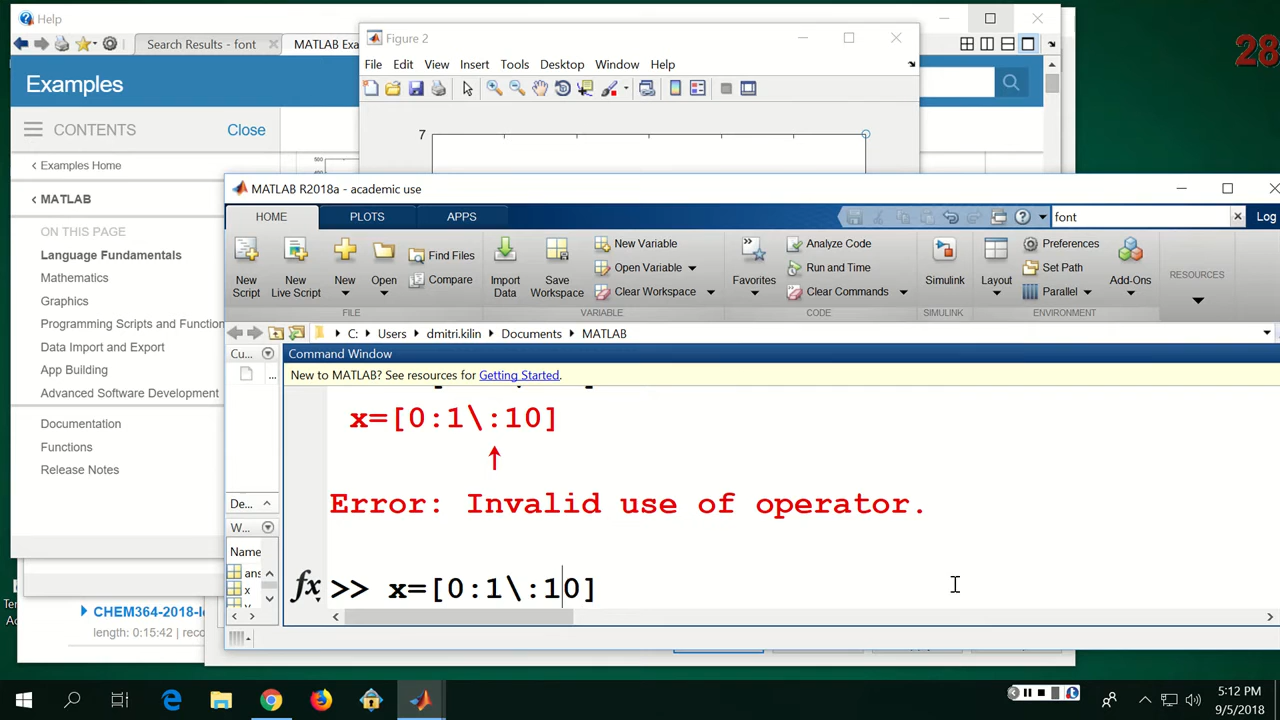 Help
Search Results - font
MATLAB Exa
Figure 2
28
File Edit View Insert Tools Desktop Window Help
Examples
CONTENTS
Close
7
Examples Home
MATLAB
ON THIS PAGE
Language Fundamentals
Mathematics
Graphics
Programming Scripts and Function
Data Import and Export
App Building
Advanced Software Development
Documentation
Functions
Release Notes
MATLAB R2018a - academic use
HOME PLOTS APPS
font
Log
New Script
New Live Script
New
Open
Find Files
Compare
FILE
Import Data
Save Workspace
New Variable
Open Variable
Clear Workspace
VARIABLE
Favorites
Analyze Code
Run and Time
Clear Commands
CODE
Simulink
SIMULINK
Layout
Preferences
Set Path
Parallel
Add-Ons
ENVIRONMENT
RESOURCES
C: Users dmitri.kilin Documents MATLAB
Cu...
...
De...
W...
Name
ans
x
Command Window
New to MATLAB? See resources for Getting Started.
x=[0:1\:10]
↑
Error: Invalid use of operator.
fx >> x=[0:1\:10]
CHEM364-2018-le
length: 0:15:42
5:12 PM
9/5/2018